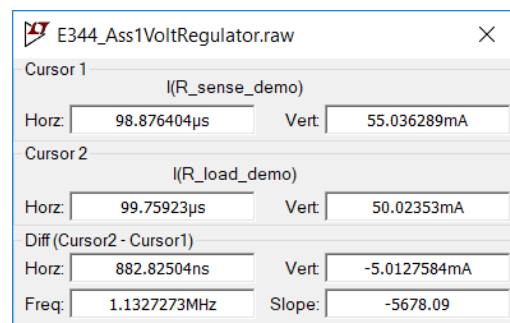 E344_Ass1VoltRegulator.raw
Cursor 1
I(R_sense_demo)
Horz: 98.876404µs Vert: 55.036289mA
Cursor 2
I(R_load_demo)
Horz: 99.75923µs Vert: 50.02353mA
Diff (Cursor2 - Cursor1)
Horz: 882.82504ns Vert: -5.0127584mA
Freq: 1.1327273MHz Slope: -5678.09